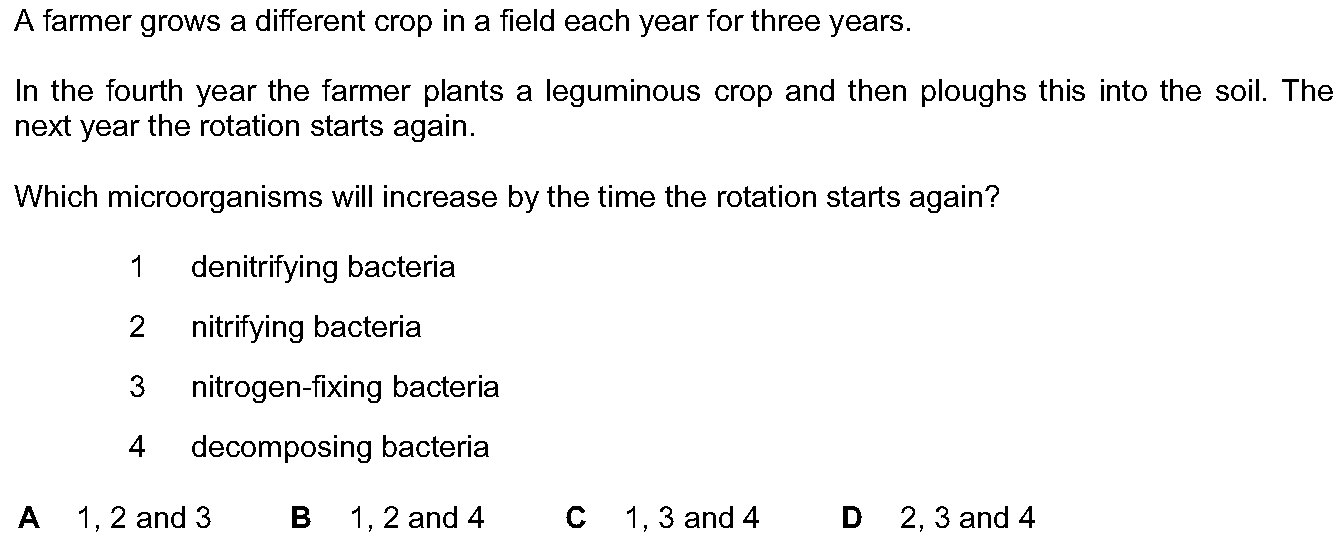 A farmer grows a different crop in a field each year for three years.
In the fourth year the farmer plants a leguminous crop and then ploughs this into the soil. The
next year the rotation starts again.
Which microorganisms will increase by the time the rotation starts again?
1 denitrifying bacteria
2 nitrifying bacteria
3 nitrogen-fixing bacteria
4 decomposing bacteria
A 1, 2 and 3 B 1, 2 and 4 C 1, 3 and 4 D 2, 3 and 4